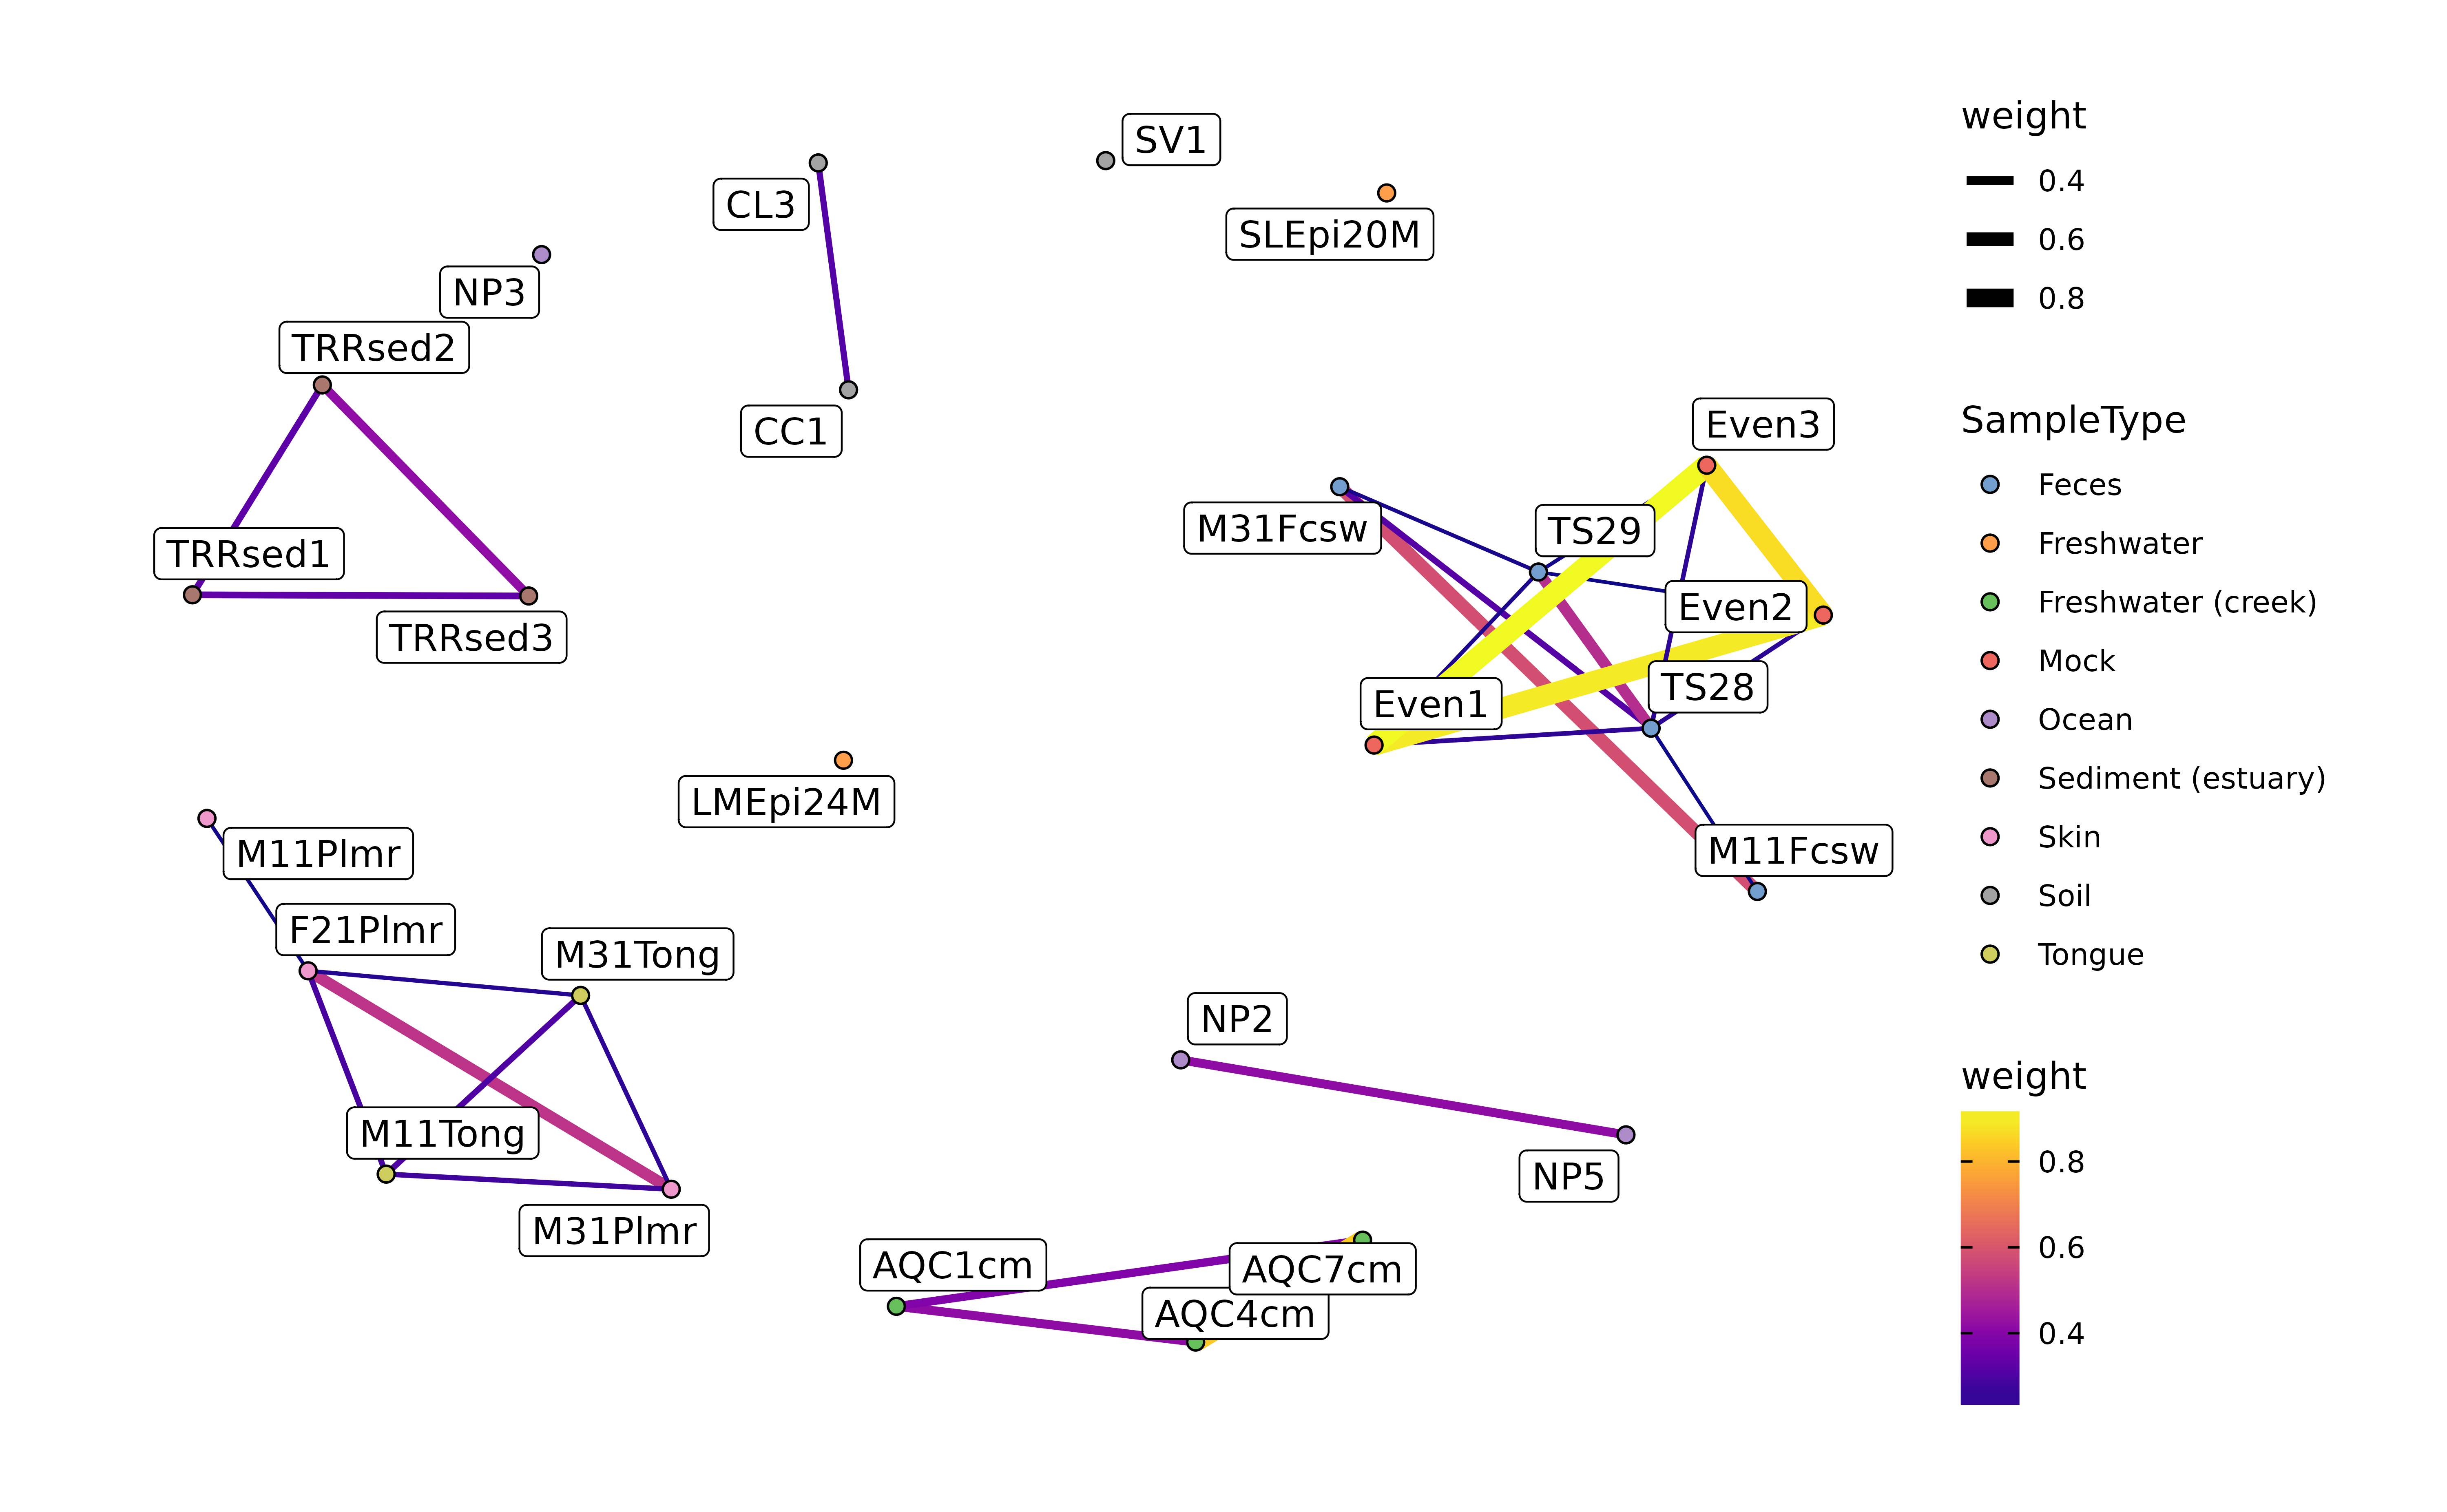 SV1
CL3
SLEpi20M
NP3
TRRsed2
CC1
Even3
M31Fcsw
TS29
TRRsed1
Even2
TRRsed3
TS28
Even1
LMEpi24M
M11Plmr
M11Fcsw
F21Plmr
M31Tong
NP2
M11Tong
NP5
M31Plmr
AQC1cm
AQC7cm
AQC4cm
weight
0.4
0.6
0.8
SampleType
Feces
Freshwater
Freshwater (creek)
Mock
Ocean
Sediment (estuary)
Skin
Soil
Tongue
weight
0.8
0.6
0.4